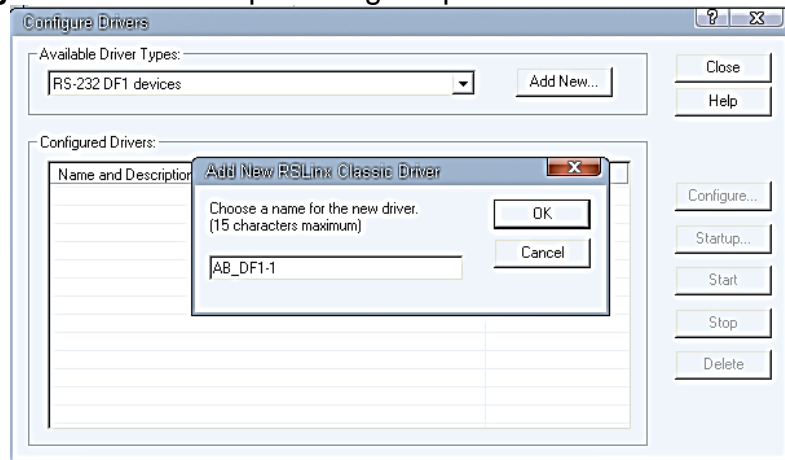 Configure Drivers
? X
Available Driver Types:
RS-232 DF1 devices
Add New...
Close
Help
Configured Drivers:
Name and Description
Add New RSLinx Classic Driver
X
Choose a name for the new driver.
(15 characters maximum)
AB_DF1-1
OK
Cancel
Configure...
Startup...
Start
Stop
Delete